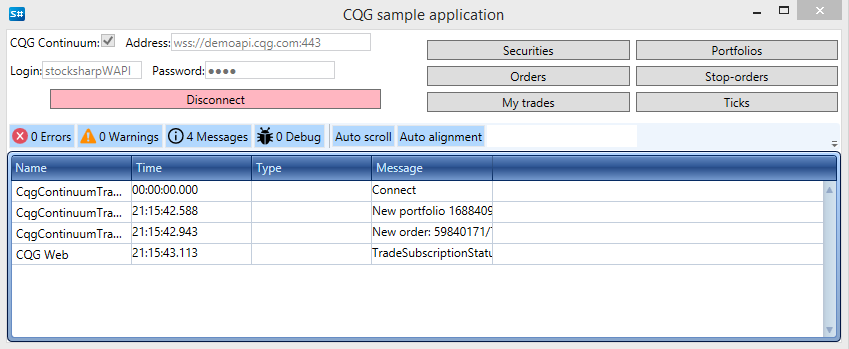 S#
CQG sample application
CQG Continuum: Address: wss://demoapi.cqg.com:443
Login: stocksharpWAPI Password: ●●●●
Disconnect
Securities Portfolios
Orders Stop-orders
My trades Ticks
0 Errors 0 Warnings 4 Messages 0 Debug Auto scroll Auto alignment
Name Time Type Message
CqgContinuumTra... 00:00:00.000 Connect
CqgContinuumTra... 21:15:42.588 New portfolio 1688409
CqgContinuumTra... 21:15:42.943 New order: 59840171/
CQG Web 21:15:43.113 TradeSubscriptionStatu